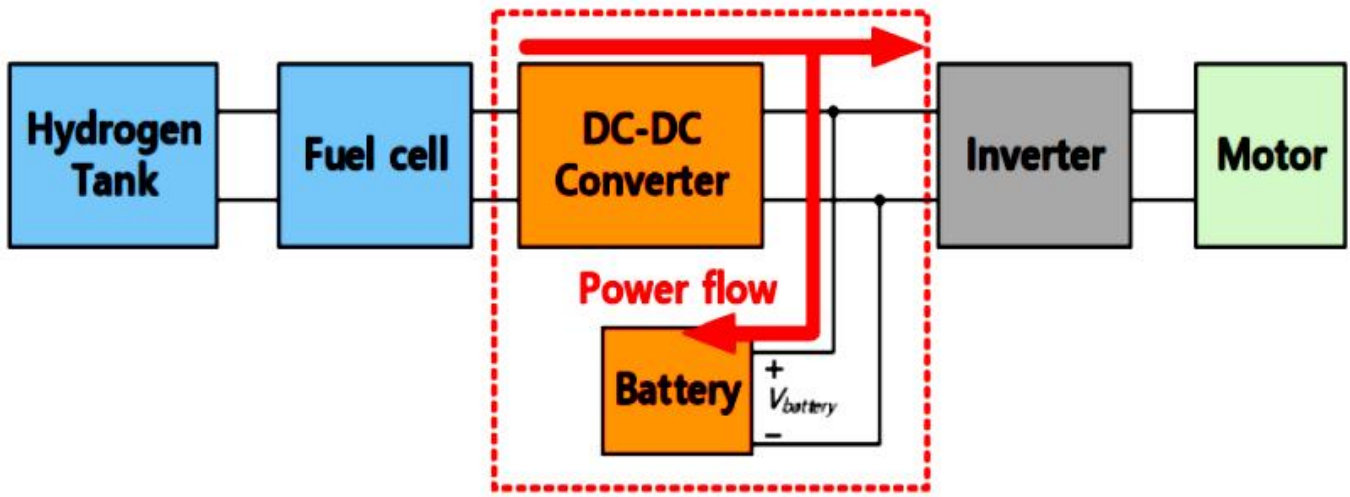 Hydrogen
Tank
Fuel cell
DC-DC
Converter
Inverter
Motor
Power flow
Battery
+
Vbattery
−